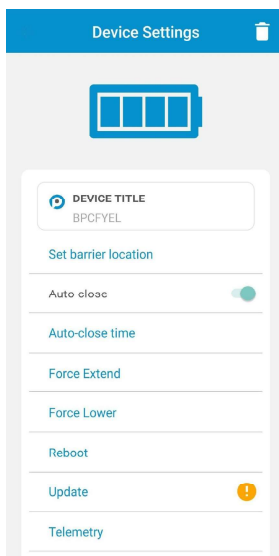 Device Settings
DEVICE TITLE
BPCFYEL
Set barrier location
Auto close
Auto-close time
Force Extend
Force Lower
Reboot
Update
Telemetry